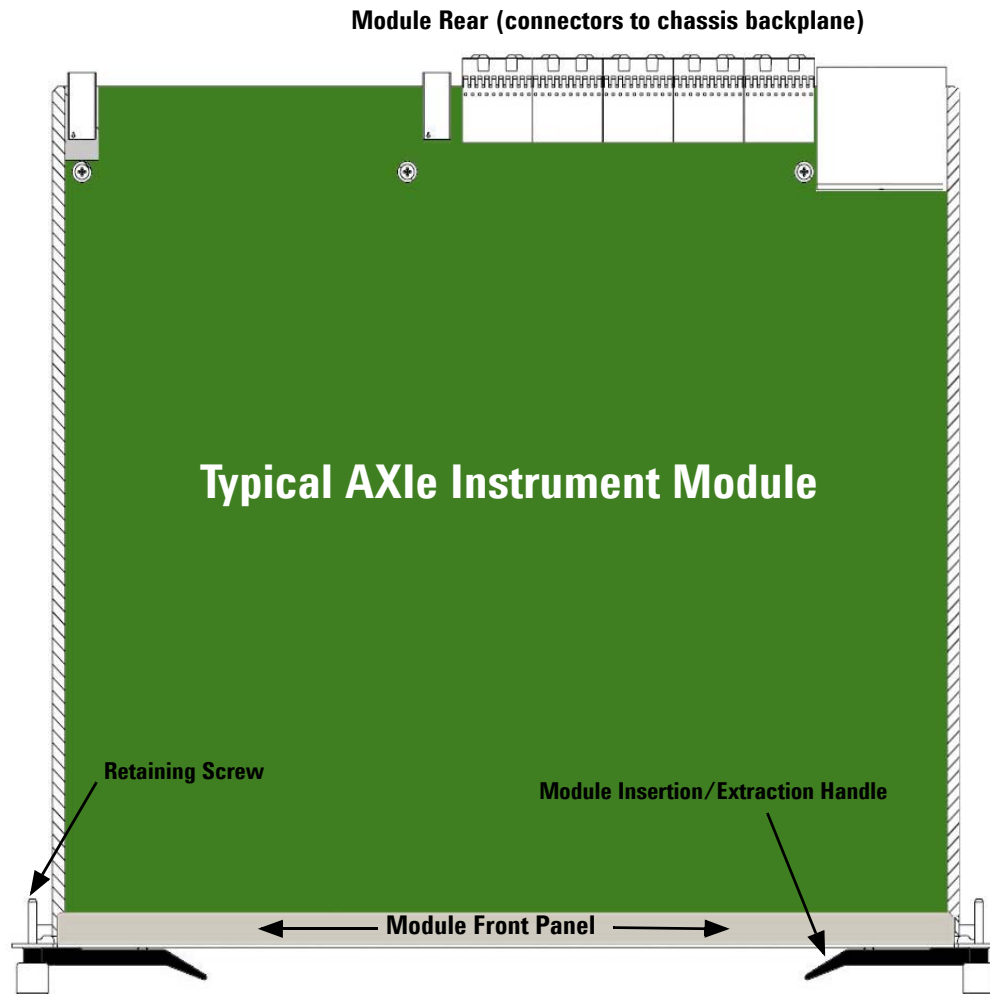 Module Rear (connectors to chassis backplane)
Typical AXIe Instrument Module
Retaining Screw
Module Insertion/Extraction Handle
Module Front Panel